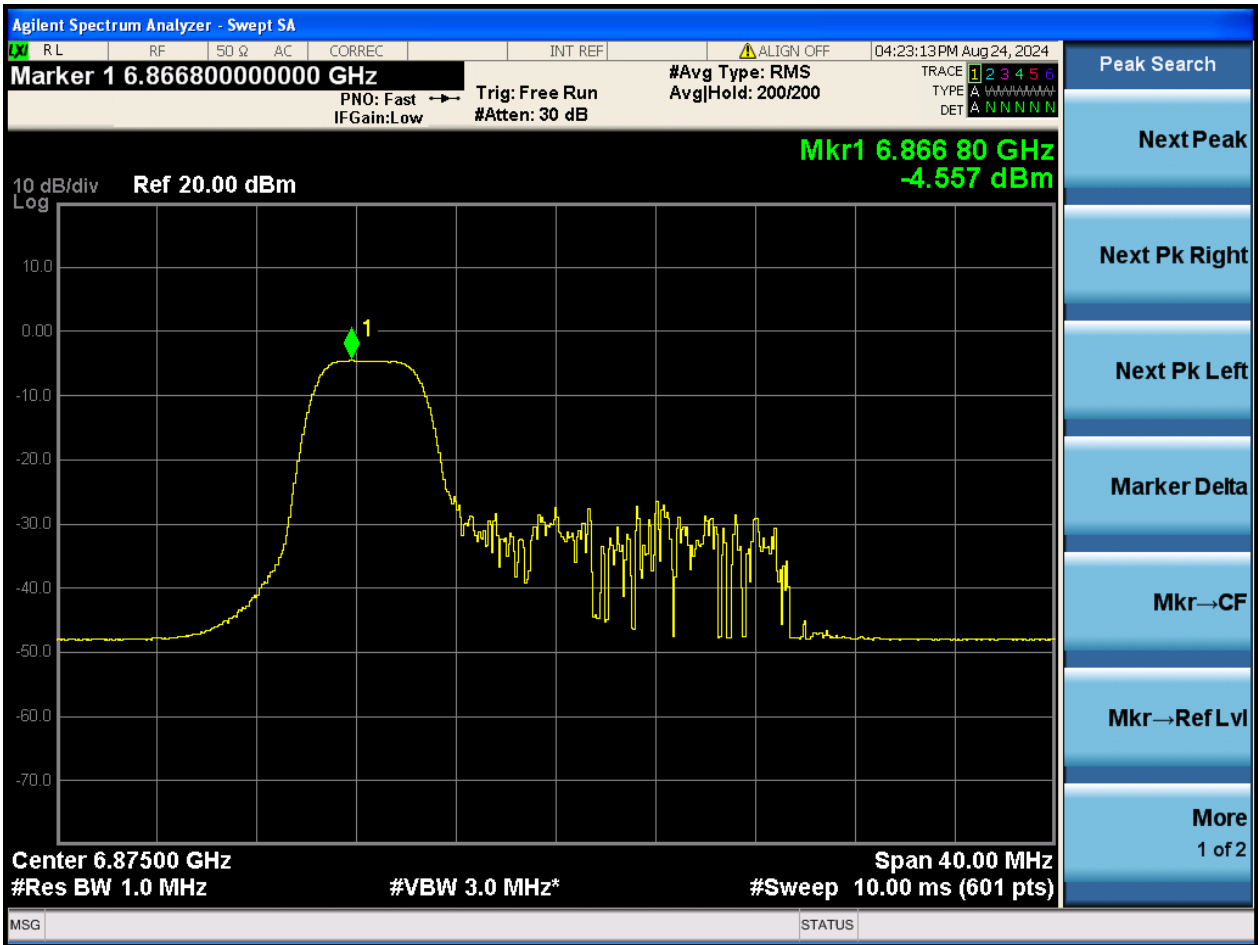 Agilent Spectrum Analyzer - Swept SA
LXI RL RF 50 Ω AC CORREC INT REF ALIGN OFF 04:23:13 PM Aug 24, 2024
Marker 1 6.866800000000 GHz
PNO: Fast
IFGain:Low
Trig: Free Run
#Atten: 30 dB
#Avg Type: RMS
Avg|Hold: 200/200
TRACE 1 2 3 4 5 6
TYPE A WWWWW
DET A N N N N N
Mkr1 6.866 80 GHz
-4.557 dBm
10 dB/div Ref 20.00 dBm
Log
10.0
0.00
-10.0
-20.0
-30.0
-40.0
-50.0
-60.0
-70.0
1
Center 6.87500 GHz Span 40.00 MHz
#Res BW 1.0 MHz #VBW 3.0 MHz* #Sweep 10.00 ms (601 pts)
MSG STATUS
Peak Search
Next Peak
Next Pk Right
Next Pk Left
Marker Delta
Mkr→CF
Mkr→Ref Lvl
More
1 of 2